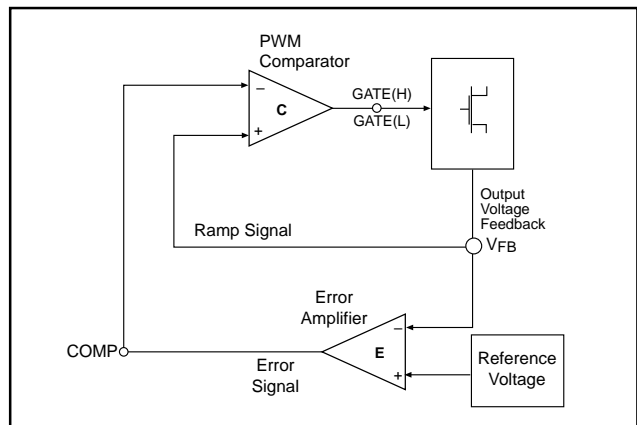 PWM
Comparator
−
C
+
GATE(H)
GATE(L)
Output
Voltage
Feedback
VFB
Ramp Signal
Error
Amplifier
−
E
+
COMP
Error
Signal
Reference
Voltage